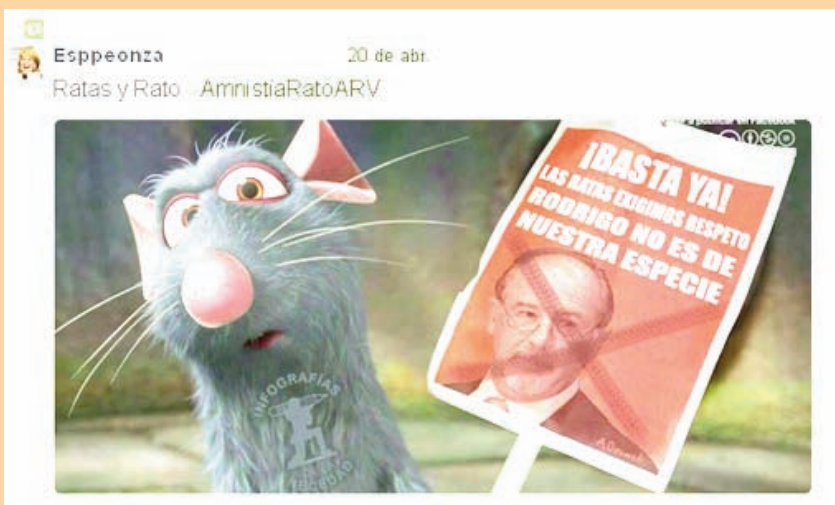 Esppeonza 20 de abr.
Ratas y Rato AmnistiaRatoARV
¡BASTA YA!
LAS RATAS EXIGIMOS RESPETO
RODRIGO NO ES DE
NUESTRA ESPECIE
INFOGRAFÍAS